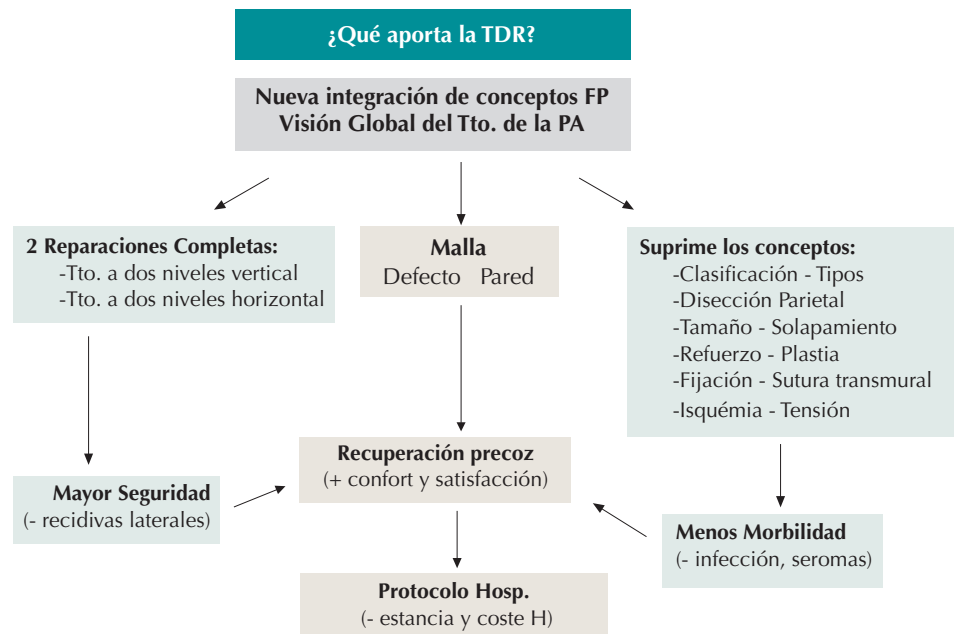 ¿Qué aporta la TDR?
Nueva integración de conceptos FP
Visión Global del Tto. de la PA
2 Reparaciones Completas:
-Tto. a dos niveles vertical
-Tto. a dos niveles horizontal
Malla
Defecto Pared
Suprime los conceptos:
-Clasificación - Tipos
-Disección Parietal
-Tamaño - Solapamiento
-Refuerzo - Plastia
-Fijación - Sutura transmural
-Isquémia - Tensión
Mayor Seguridad
(- recidivas laterales)
Recuperación precoz
(+ confort y satisfacción)
Menos Morbilidad
(- infección, seromas)
Protocolo Hosp.
(- estancia y coste H)